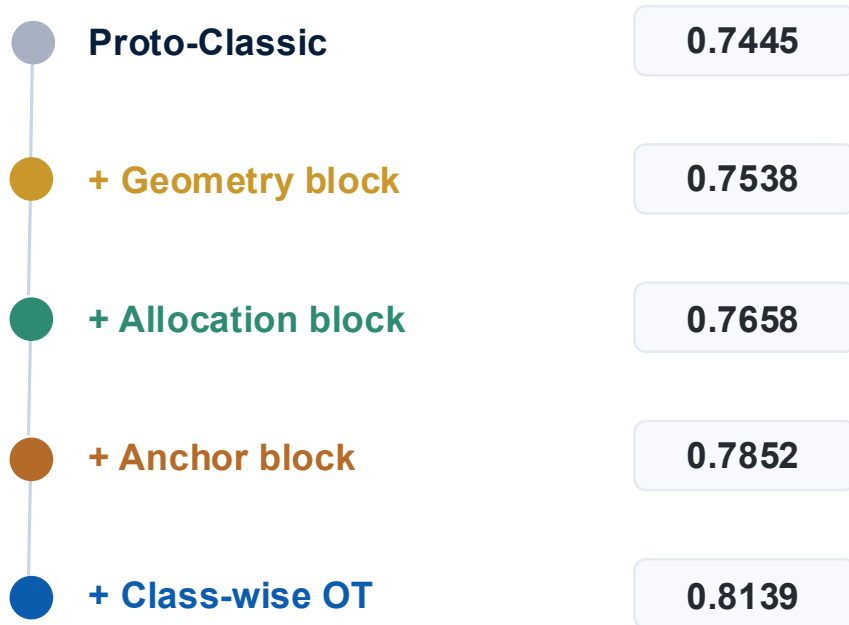 Proto-Classic 0.7445
+ Geometry block 0.7538
+ Allocation block 0.7658
+ Anchor block 0.7852
+ Class-wise OT 0.8139